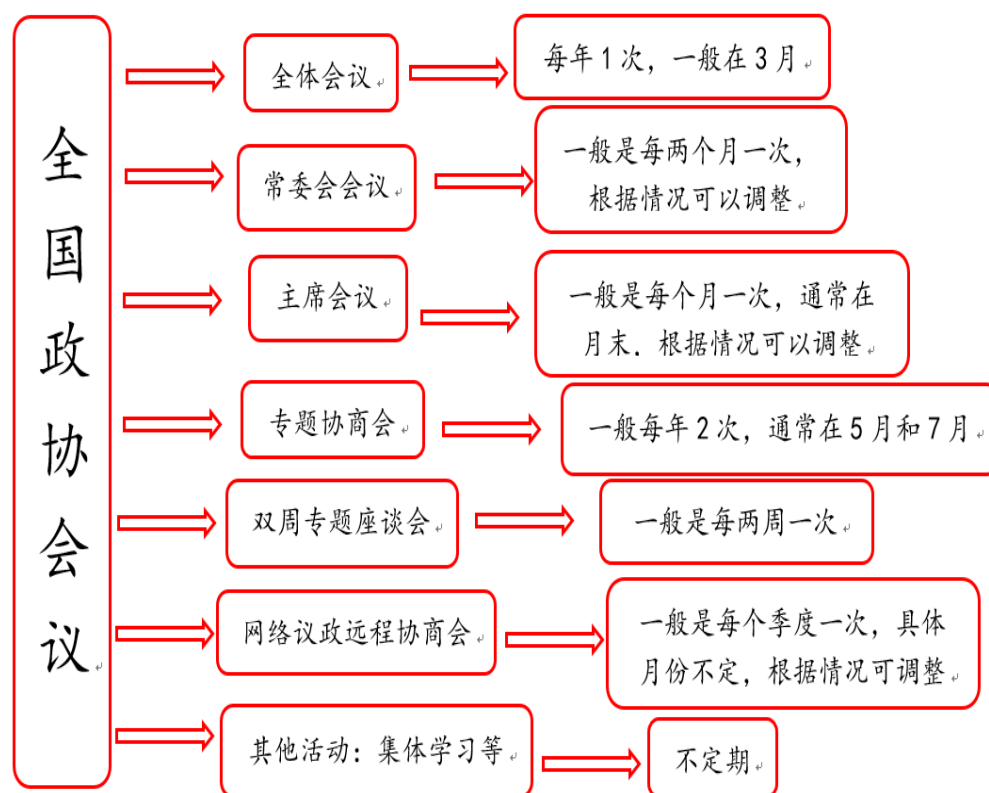 全国政协会议
全体会议
每年1次，一般在3月
常委会会议
一般是每两个月一次，
根据情况可以调整
主席会议
一般是每个月一次，通常在
月末．根据情况可以调整
专题协商会
一般每年2次，通常在5月和7月
双周专题座谈会
一般是每两周一次
网络议政远程协商会
一般是每个季度一次，具体
月份不定，根据情况可调整
其他活动：集体学习等
不定期